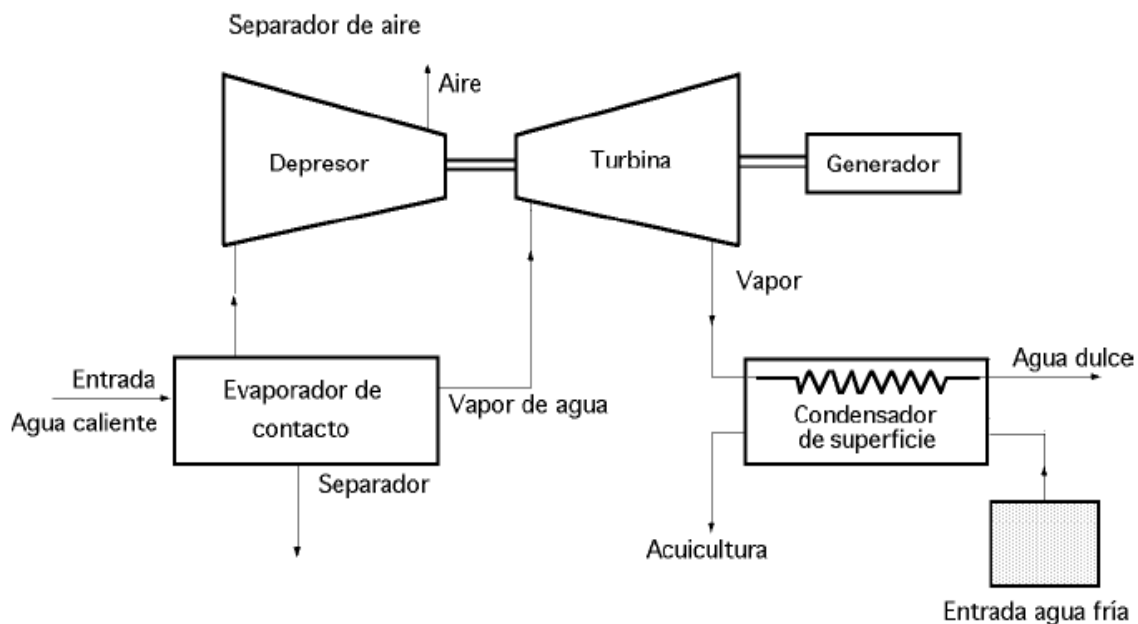 Separador de aire
Aire
Depresor
Turbina
Generador
Vapor
Entrada
Agua caliente
Evaporador de
contacto
Vapor de agua
Separador
Agua dulce
Condensador
de superficie
Acuicultura
Entrada agua fría